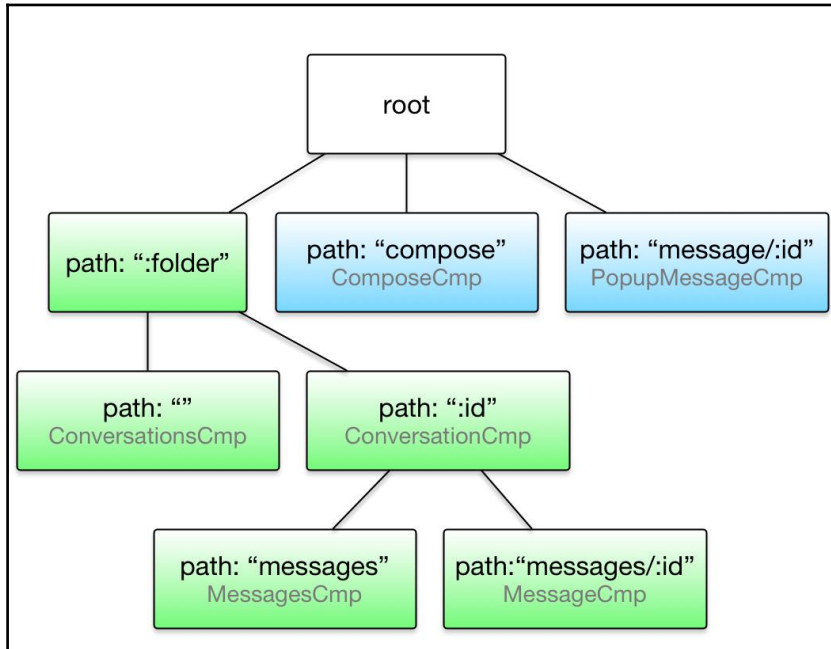 root
path: “:folder”
path: “compose”
ComposeCmp
path: “message/:id”
PopupMessageCmp
path: “”
ConversationsCmp
path: “:id”
ConversationCmp
path: “messages”
MessagesCmp
path:“messages/:id”
MessageCmp